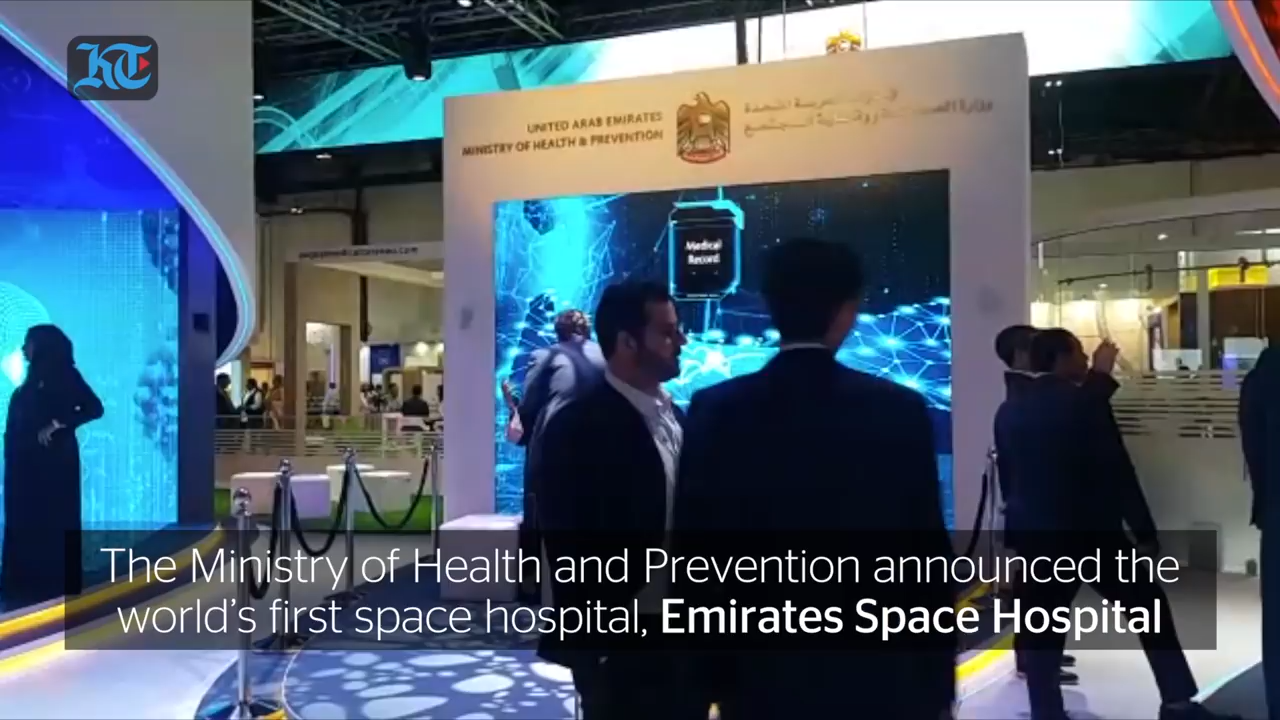 KT
UNITED ARAB EMIRATES
MINISTRY OF HEALTH & PREVENTION
Medical
Record
The Ministry of Health and Prevention announced the
world's first space hospital, Emirates Space Hospital